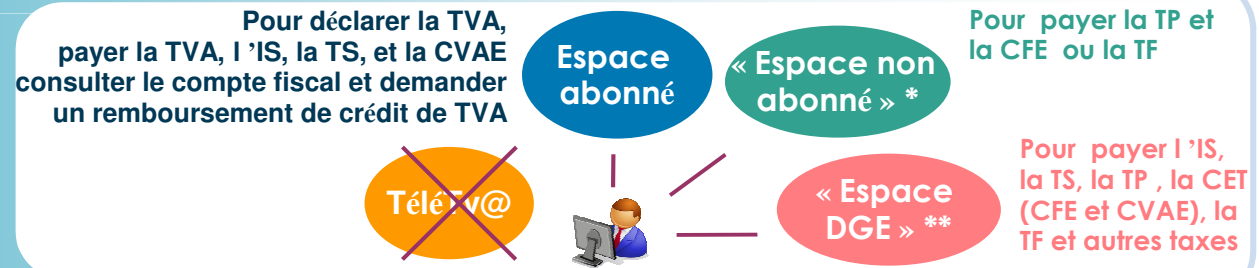 Pour déclarer la TVA,
payer la TVA, l ’IS, la TS, et la CVAE
consulter le compte fiscal et demander
un remboursement de crédit de TVA
Espace
abonné
« Espace non
abonné » *
Pour payer la TP et
la CFE ou la TF
TéléTv@
« Espace
DGE » **
Pour payer l ’IS,
la TS, la TP , la CET
(CFE et CVAE), la
TF et autres taxes